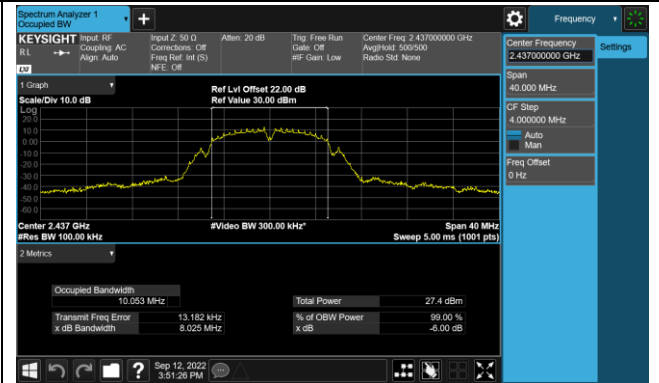 Spectrum Analyzer 1
Occupied BW
Frequency
KEYSIGHT
RL
Input: RF
Coupling: AC
Align: Auto
Input Z: 50 Ω
Corrections: Off
Freq Ref: Int (S)
NFE: Off
Atten: 20 dB
Trig: Free Run
Gate: Off
#IF Gain: Low
Center Freq: 2.437000000 GHz
Avg|Hold: 500/500
Radio Std: None
Center Frequency
2.437000000 GHz
Settings
Span
40.000 MHz
CF Step
4.000000 MHz
Auto
Man
Freq Offset
0 Hz
1 Graph
Scale/Div 10.0 dB
Ref Lvl Offset 22.00 dB
Ref Value 30.00 dBm
Log
20.0
10.0
0.00
-10.0
-20.0
-30.0
-40.0
-50.0
-60.0
Center 2.437 GHz
#Video BW 300.00 kHz*
Span 40 MHz
#Res BW 100.00 kHz
Sweep 5.00 ms (1001 pts)
2 Metrics
Occupied Bandwidth
10.053 MHz
Total Power 27.4 dBm
Transmit Freq Error 13.182 kHz
% of OBW Power 99.00 %
x dB Bandwidth 8.025 MHz
x dB -6.00 dB
Sep 12, 2022
3:51:26 PM